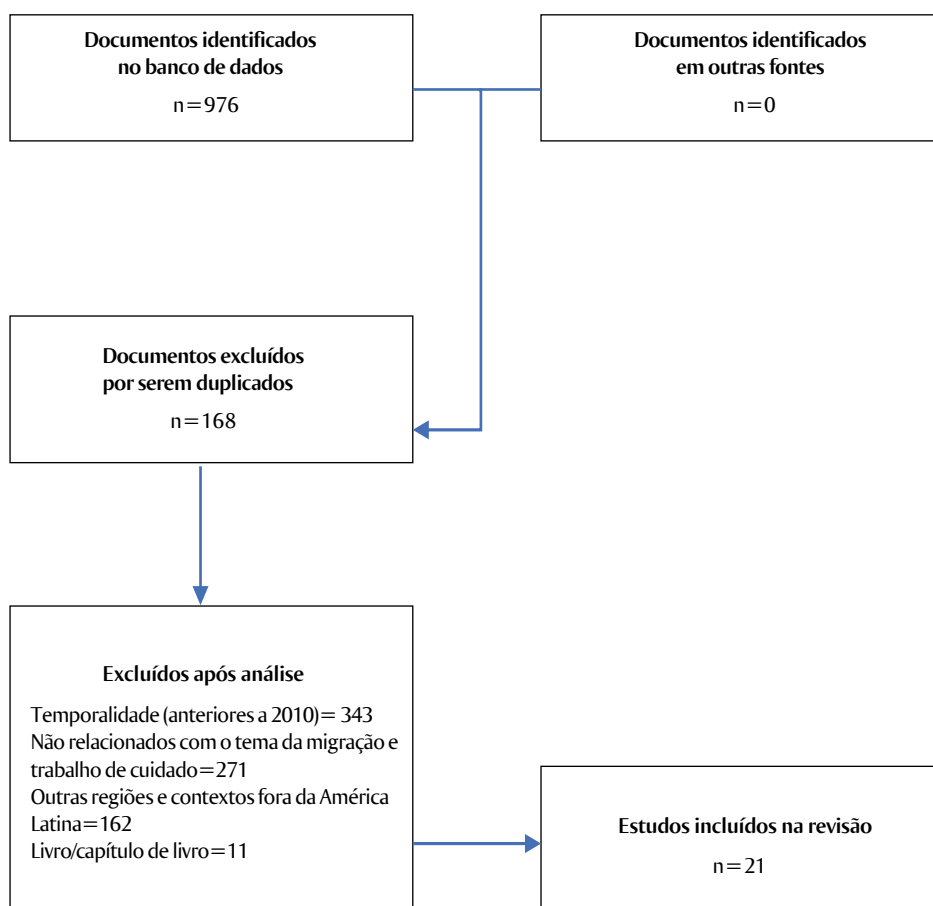 Documentos identificados
no banco de dados
n=976
Documentos identificados
em outras fontes
n=0
Documentos excluídos
por serem duplicados
n=168
Excluídos após análise
Temporalidade (anteriores a 2010)= 343
Não relacionados com o tema da migração e
trabalho de cuidado=271
Outras regiões e contextos fora da América
Latina=162
Livro/capítulo de livro=11
Estudos incluídos na revisão
n=21